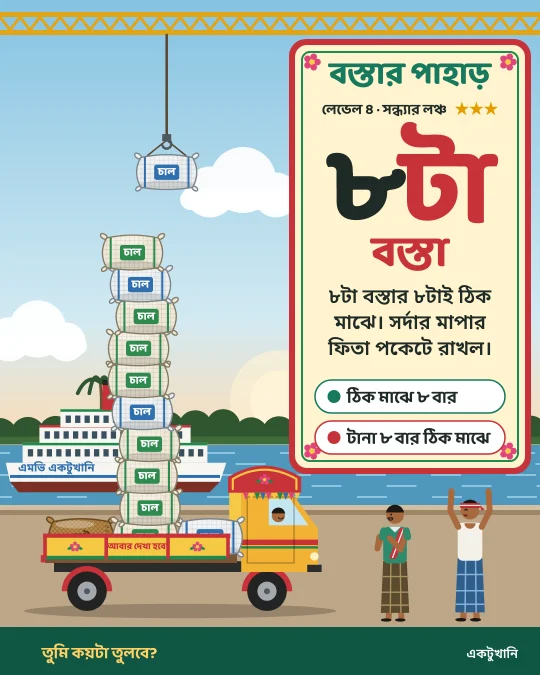 বস্তার পাহাড়
লেভেল ৪ · সন্ধ্যার লঞ্চ ★★★
৮টা
বস্তা
৮টা বস্তার ৮টাই ঠিক
মাঝে। সর্দার মাপার
ফিতা পকেটে রাখল।
ঠিক মাঝে ৮ বার
টানা ৮ বার ঠিক মাঝে
চাল
চাল
চাল
চাল
চাল
চাল
চাল
চাল
চাল
চাল
চাল
চাল
এমভি একটুখানি
আবার দেখা হবে
তুমি কয়টা তুলবে?
একটুখানি